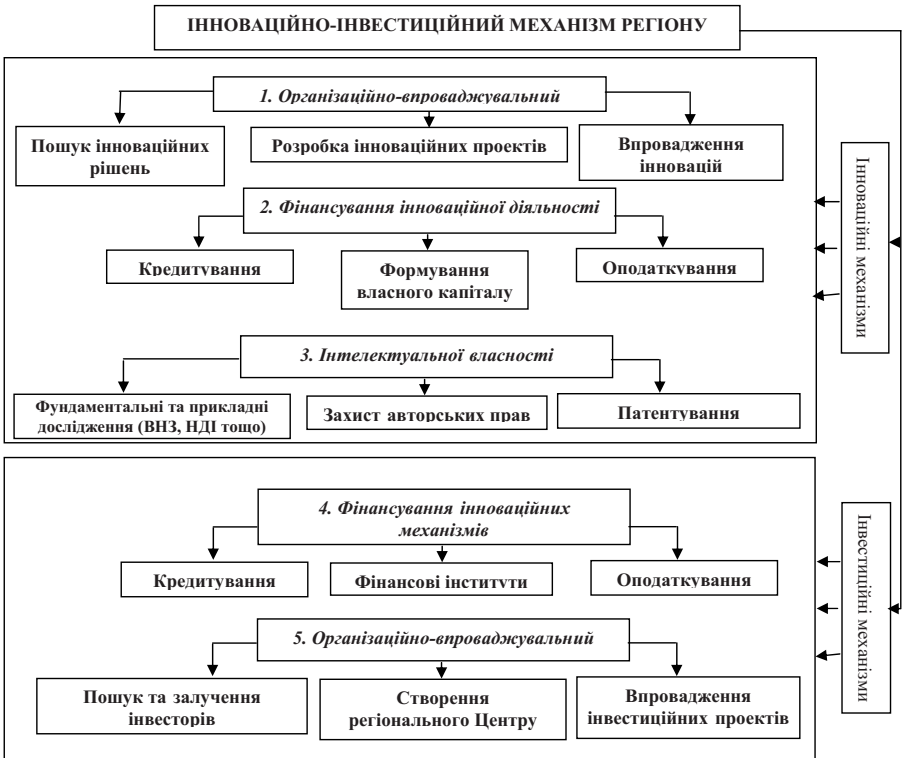 ІННОВАЦІЙНО-ІНВЕСТИЦІЙНИЙ МЕХАНІЗМ РЕГІОНУ
1. Організаційно-впроваджувальний
Пошук інноваційних
рішень
Розробка інноваційних проектів
Впровадження
інновацій
2. Фінансування інноваційної діяльності
Кредитування
Формування
власного капіталу
Оподаткування
3. Інтелектуальної власності
Фундаментальні та прикладні
дослідження (ВНЗ, НДІ тощо)
Захист авторських прав
Патентування
Інноваційні механізми
4. Фінансування інноваційних
механізмів
Кредитування
Фінансові інститути
Оподаткування
5. Організаційно-впроваджувальний
Пошук та залучення
інвесторів
Створення
регіонального Центру
Впровадження
інвестиційних проектів
Інвестиційні механізми